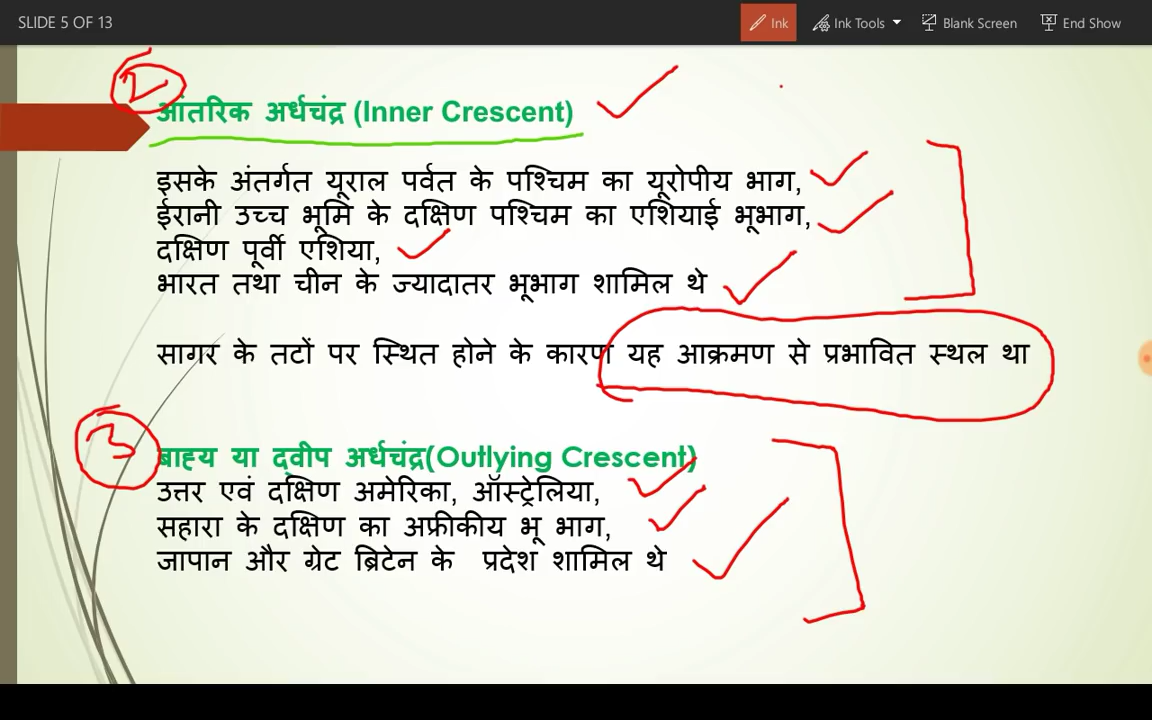 SLIDE 5 OF 13
Ink
Ink Tools
Blank Screen
End Show
2
आंतरिक अर्धचंद्र (Inner Crescent)
इसके अंतर्गत यूराल पर्वत के पश्चिम का यूरोपीय भाग,
ईरानी उच्च भूमि के दक्षिण पश्चिम का एशियाई भूभाग,
दक्षिण पूर्वी एशिया,
भारत तथा चीन के ज्यादातर भूभाग शामिल थे
सागर के तटों पर स्थित होने के कारण यह आक्रमण से प्रभावित स्थल था
3
बाह्य या द्वीप अर्धचंद्र(Outlying Crescent)
उत्तर एवं दक्षिण अमेरिका, ऑस्ट्रेलिया,
सहारा के दक्षिण का अफ्रीकीय भू भाग,
जापान और ग्रेट ब्रिटेन के प्रदेश शामिल थे